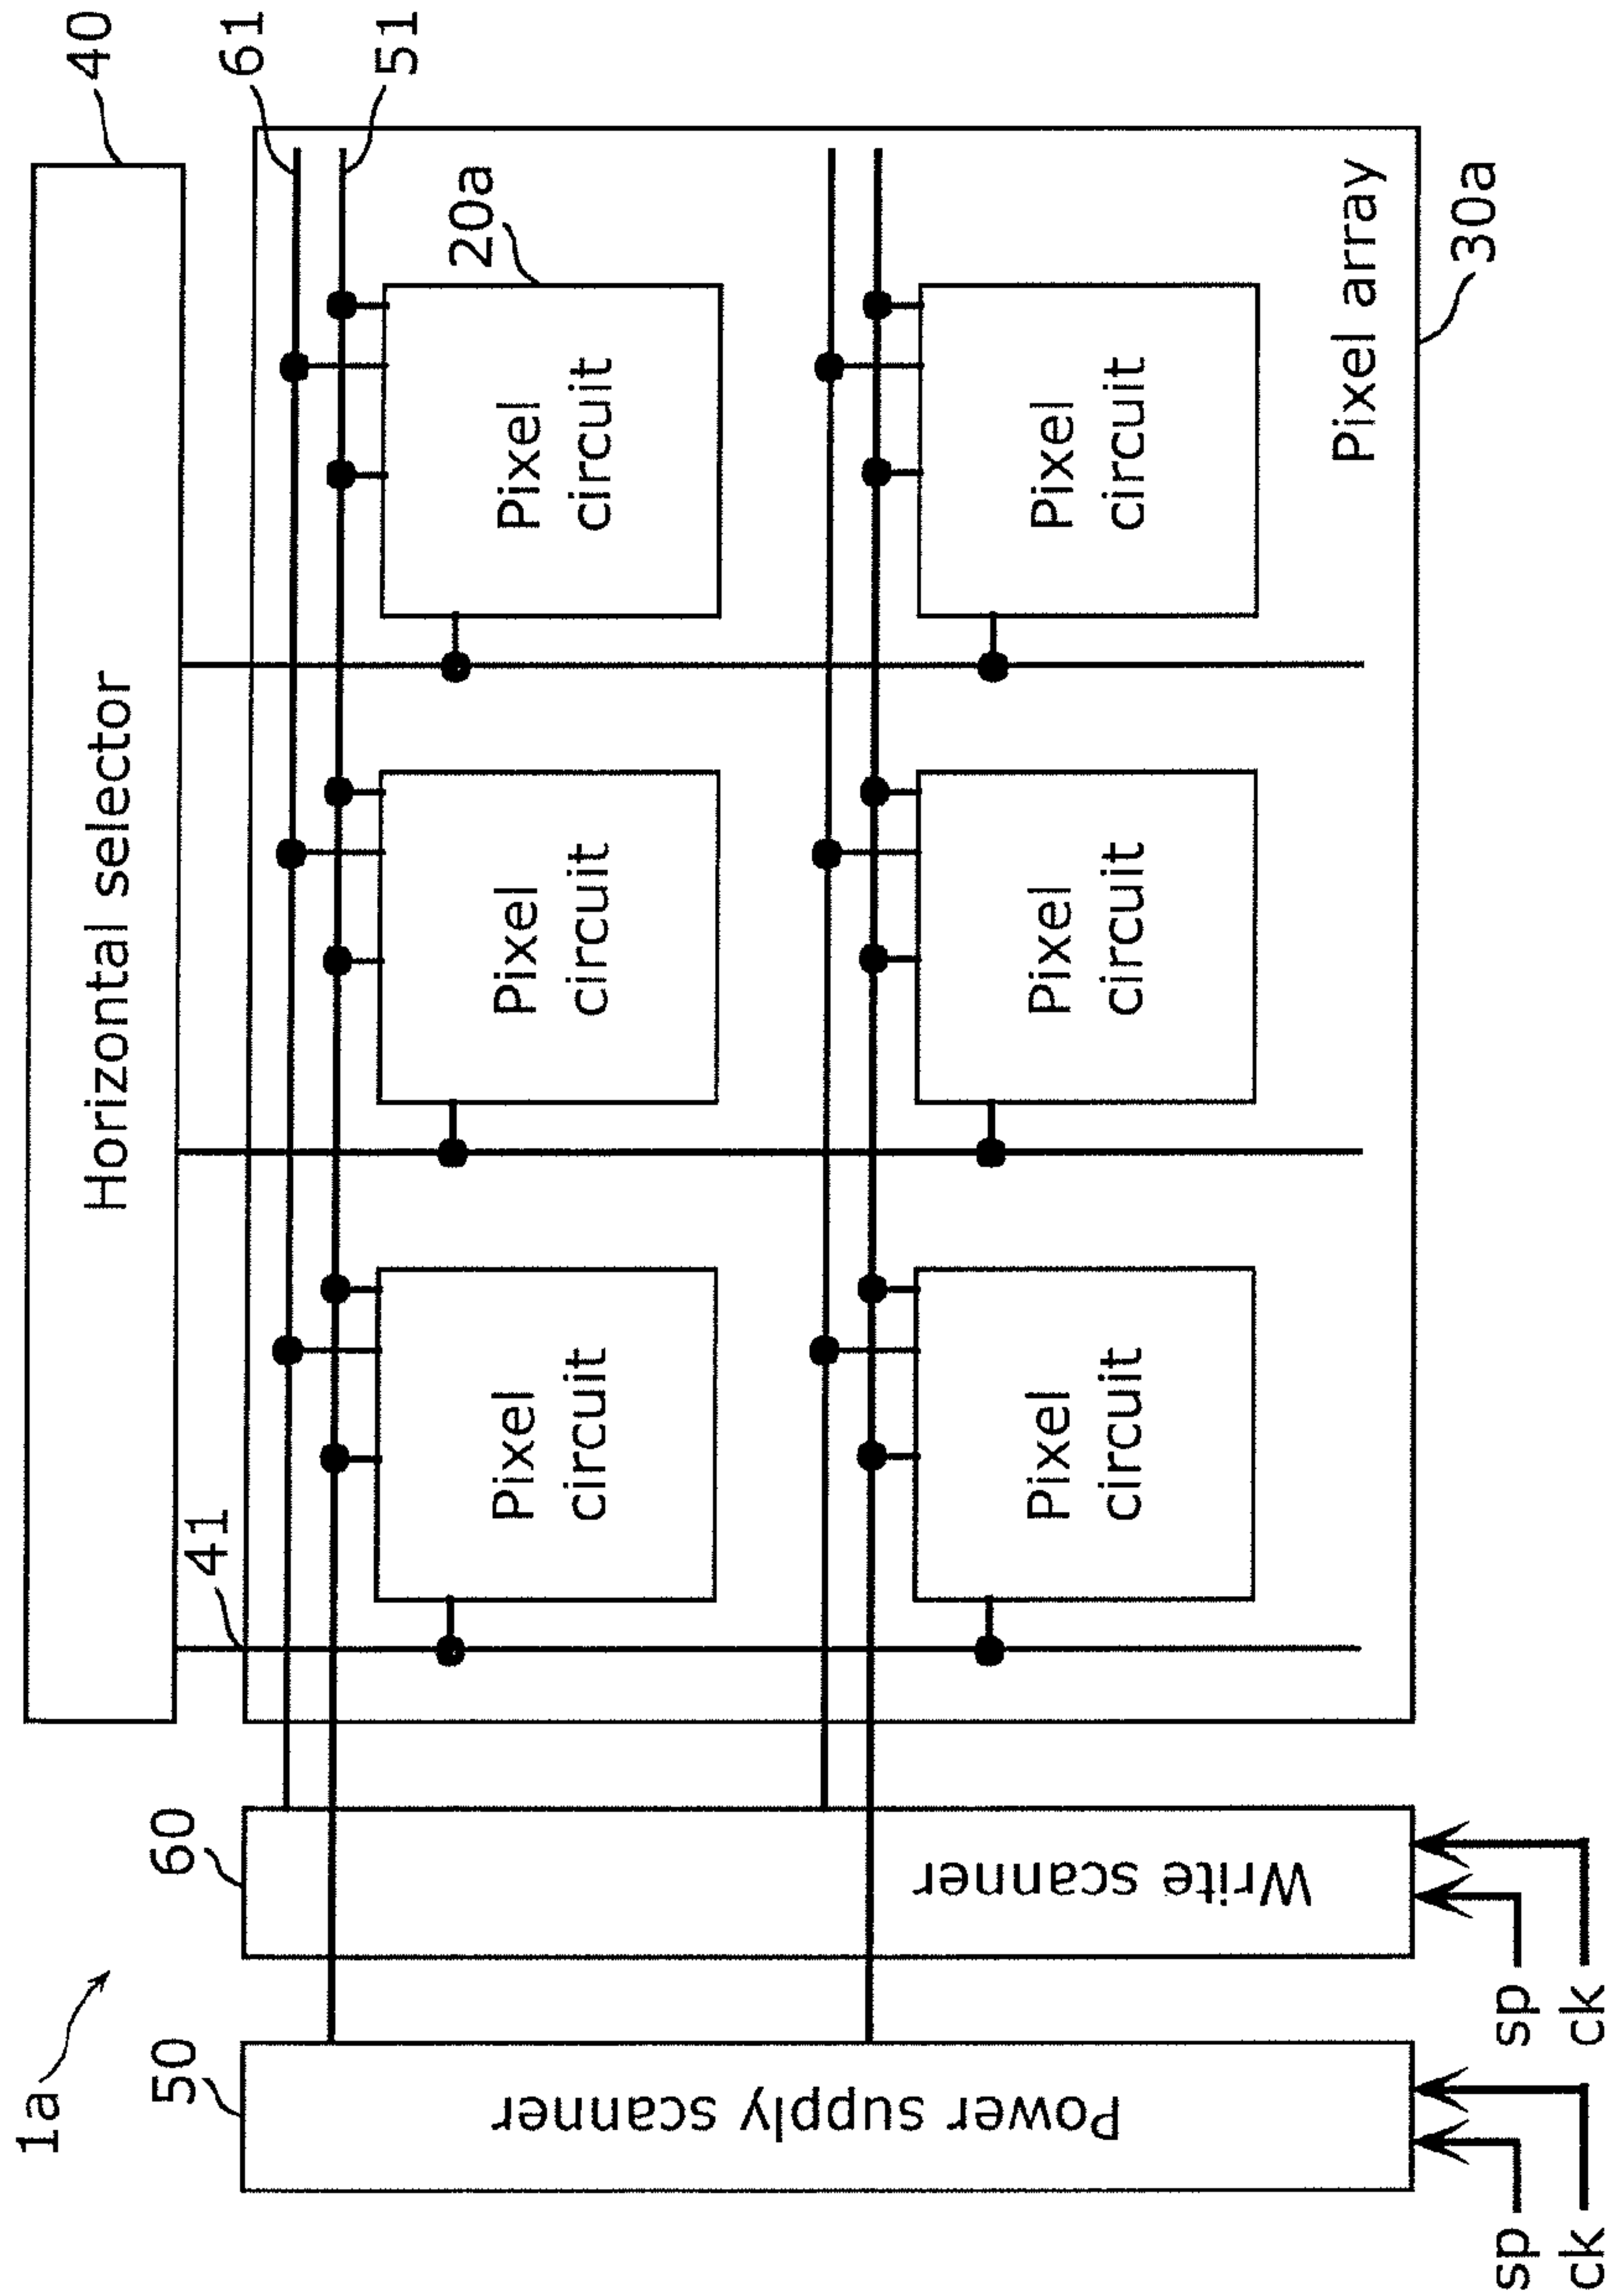 1a
40
Horizontal selector
50
60
41
61
51
Power supply scanner
Write scanner
20a
Pixel
circuit
Pixel
circuit
Pixel
circuit
Pixel
circuit
Pixel
circuit
Pixel
circuit
Pixel array
30a
sp
ck
sp
ck